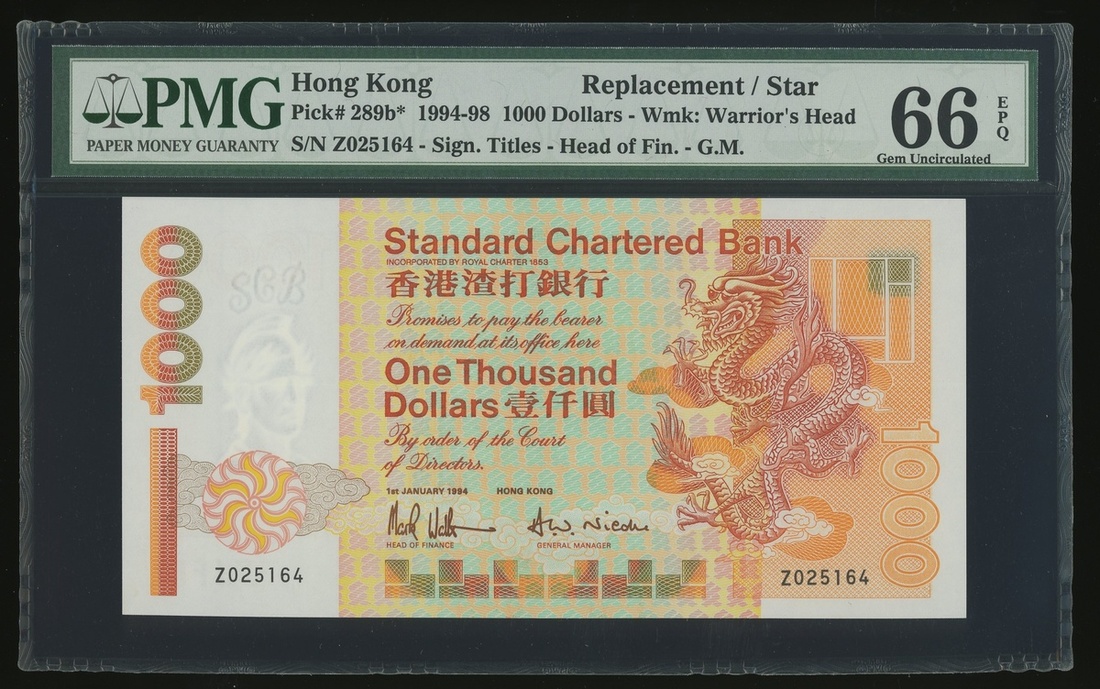 PMG
PAPER MONEY GUARANTY
Hong Kong Replacement / Star
Pick# 289b* 1994-98 1000 Dollars - Wmk: Warrior's Head
S/N Z025164 - Sign. Titles - Head of Fin. - G.M.
66
EPQ
Gem Uncirculated
1000
SCB
Standard Chartered Bank
INCORPORATED BY ROYAL CHARTER 1853
香港渣打銀行
Promises to pay the bearer
on demand at its office here
One Thousand
Dollars 壹仟圓
By order of the Court
of Directors.
1st JANUARY 1994 HONG KONG
HEAD OF FINANCE GENERAL MANAGER
Z025164
Z025164
1000